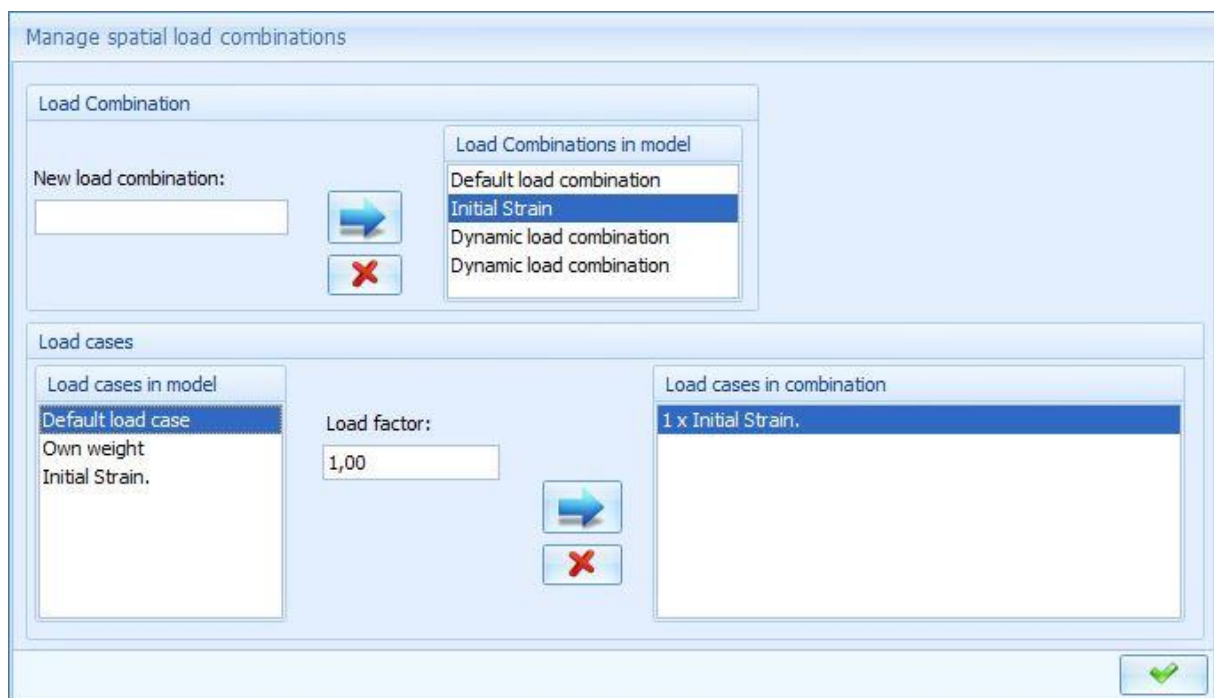 Manage spatial load combinations
Load Combination
New load combination:
Load Combinations in model
Default load combination
Initial Strain
Dynamic load combination
Dynamic load combination
Load cases
Load cases in model
Default load case
Own weight
Initial Strain.
Load factor:
1,00
Load cases in combination
1 x Initial Strain.